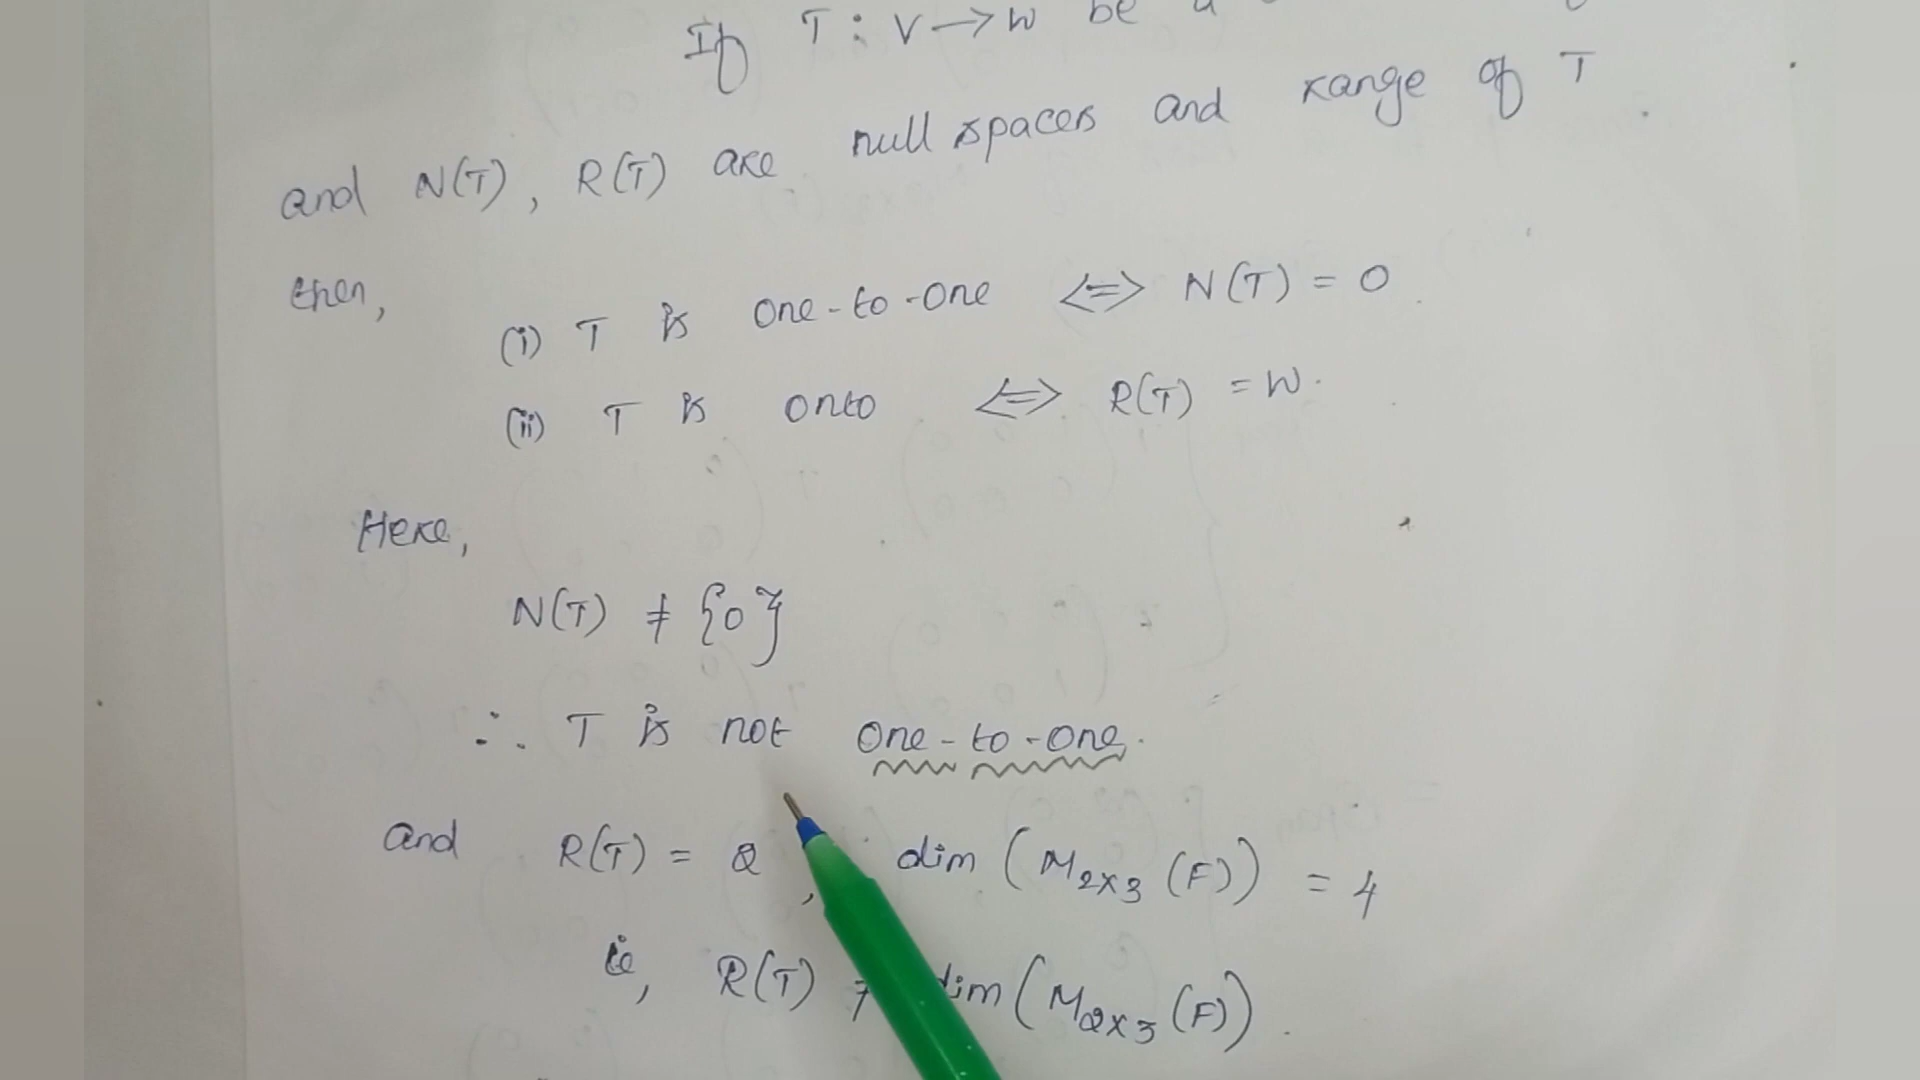 If T : V → W be a
and N(T), R(T) are null spaces and range of T
then,
(i) T is one-to-one <=> N(T) = 0
(ii) T is onto <=> R(T) = W.
Here,
N(T) ≠ {0}
∴ T is not one-to-one.
and R(T) = 2, dim (M2×3 (F)) = 4
ie, R(T) ≠ dim (M2×3 (F)).